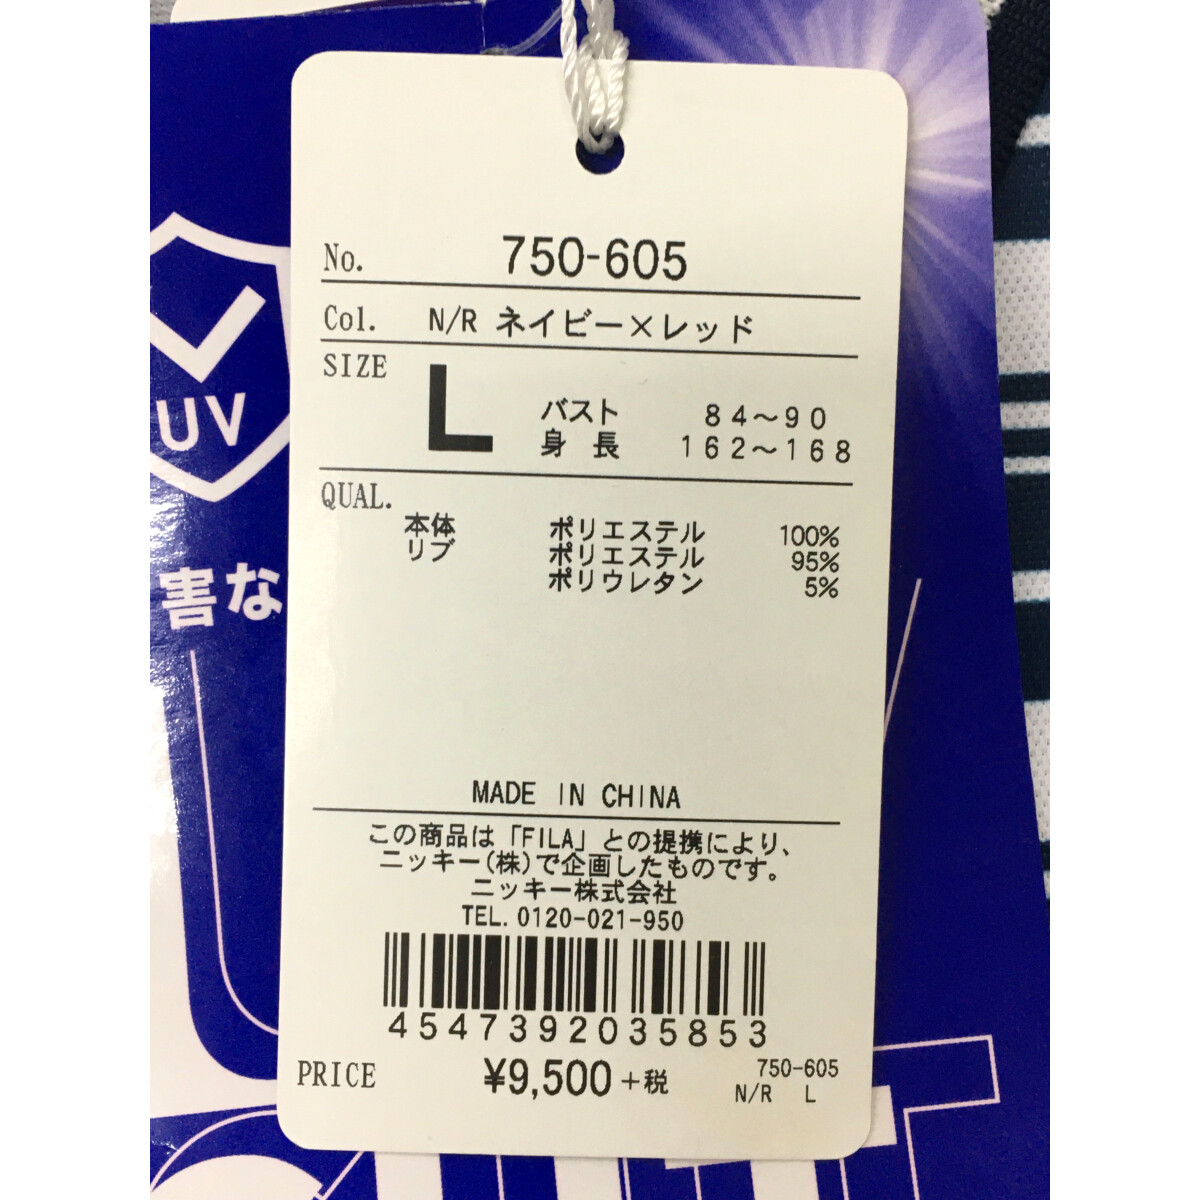 No. 750-605
Col. N/R ネイビー×レッド
SIZE L バスト 84～90
身長 162～168
QUAL.
本体 ポリエステル 100%
リブ ポリエステル 95%
ポリウレタン 5%
MADE IN CHINA
この商品は「FILA」との提携により、
ニッキー(株)で企画したものです。
ニッキー株式会社
TEL. 0120-021-950
4547392035853
PRICE ¥9,500 +税
750-605
N/R L
UV
害な